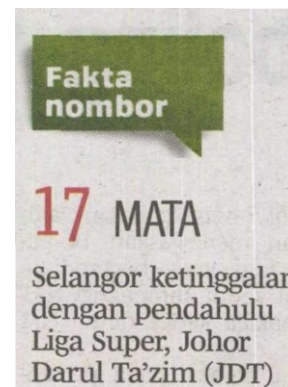 Fakta
nombor
17 MATA
Selangor ketinggalan
dengan pendahulu
Liga Super, Johor
Darul Ta'zim (JDT)